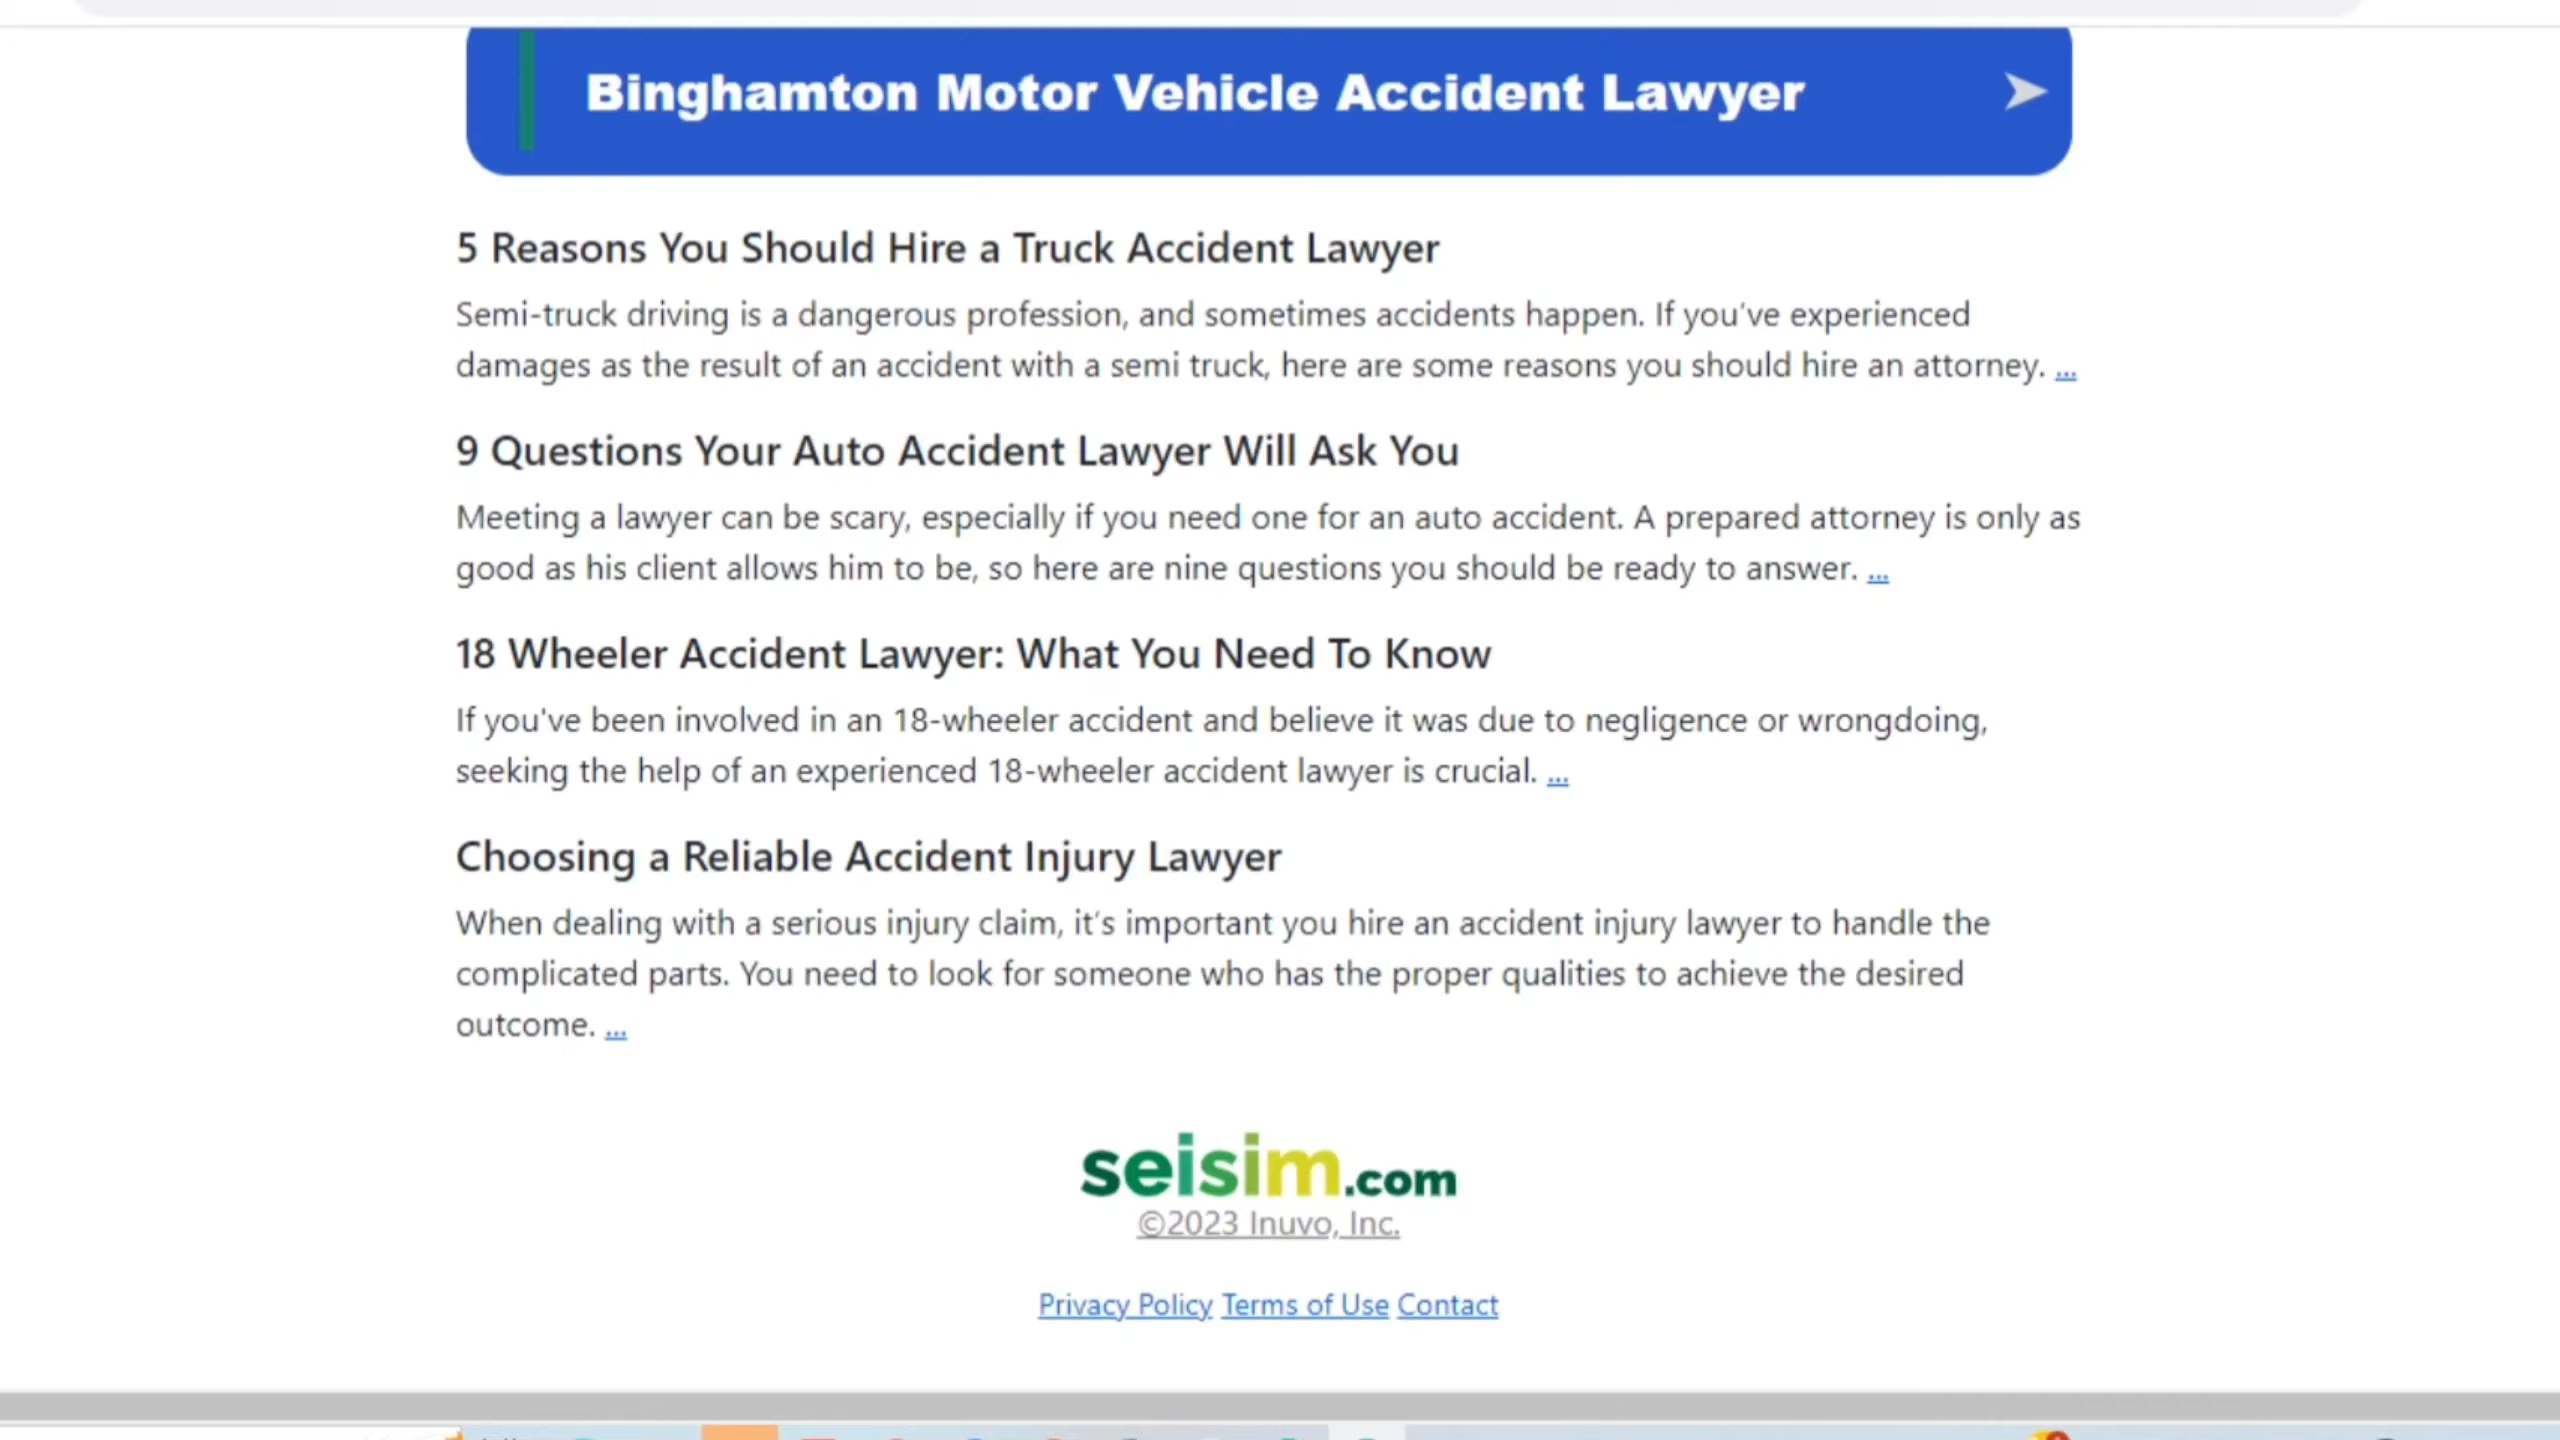 Binghamton Motor Vehicle Accident Lawyer
5 Reasons You Should Hire a Truck Accident Lawyer
Semi-truck driving is a dangerous profession, and sometimes accidents happen. If you've experienced
damages as the result of an accident with a semi truck, here are some reasons you should hire an attorney. ...
9 Questions Your Auto Accident Lawyer Will Ask You
Meeting a lawyer can be scary, especially if you need one for an auto accident. A prepared attorney is only as
good as his client allows him to be, so here are nine questions you should be ready to answer. ...
18 Wheeler Accident Lawyer: What You Need To Know
If you've been involved in an 18-wheeler accident and believe it was due to negligence or wrongdoing,
seeking the help of an experienced 18-wheeler accident lawyer is crucial. ...
Choosing a Reliable Accident Injury Lawyer
When dealing with a serious injury claim, it's important you hire an accident injury lawyer to handle the
complicated parts. You need to look for someone who has the proper qualities to achieve the desired
outcome. ...
seisim.com
©2023 Inuvo, Inc.
Privacy Policy Terms of Use Contact